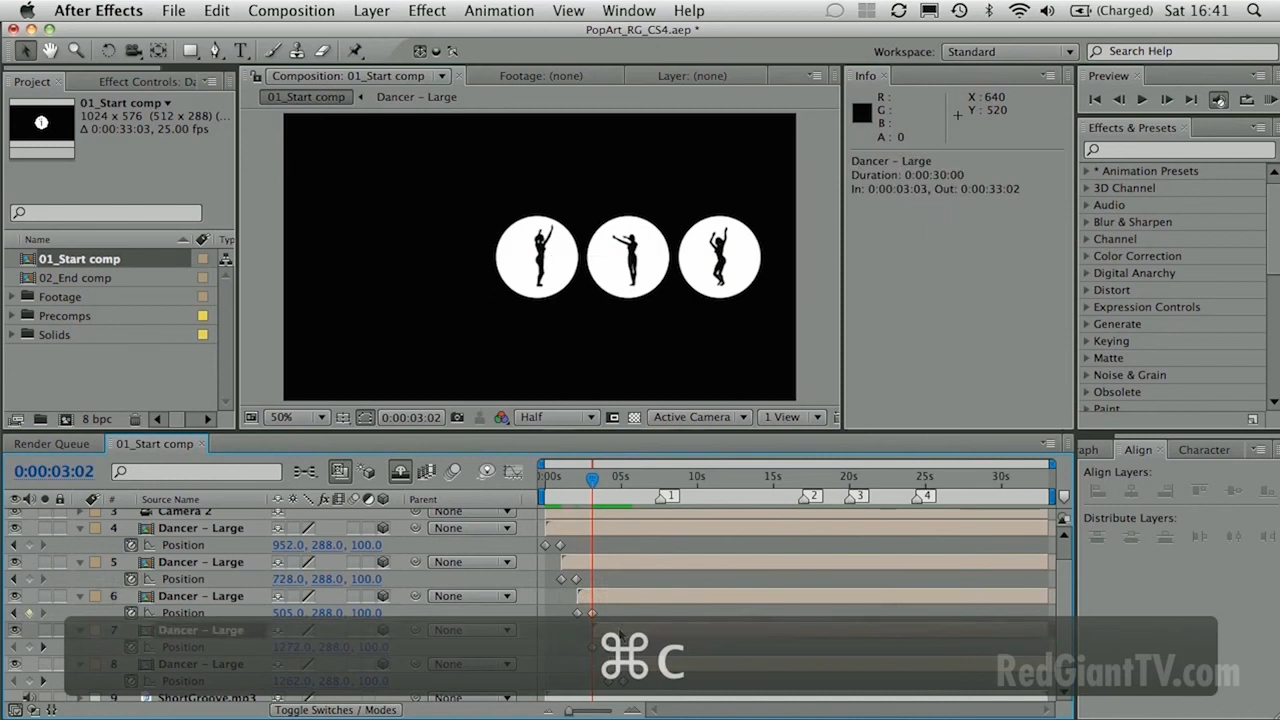 After Effects File Edit Composition Layer Effect Animation View Window Help (Charged) Sat 16:41
PopArt_RG_CS4.aep *
Workspace: Standard Search Help
Project Effect Controls: Da
01_Start comp
1024 x 576 (512 x 288) (...
Δ 0:00:33:03, 25.00 fps
Name Typ
01_Start comp
02_End comp
Footage
Precomps
Solids
8 bpc
Composition: 01_Start comp Footage: (none) Layer: (none)
01_Start comp Dancer – Large
50% 0:00:03:02 Half Active Camera 1 View
Info
R :
G :
B :
A : 0
X : 640
Y : 520
Dancer – Large
Duration: 0:00:30:00
In: 0:00:03:03, Out: 0:00:33:02
Preview
Effects & Presets
* Animation Presets
3D Channel
Audio
Blur & Sharpen
Channel
Color Correction
Digital Anarchy
Distort
Expression Controls
Generate
Keying
Matte
Noise & Grain
Obsolete
Paint
Render Queue 01_Start comp
0:00:03:02
# Source Name Parent
:00s 05s 10s 15s 20s 25s 30s
1 2 3 4
3 Camera 2 None
4 Dancer – Large None
Position 952.0, 288.0, 100.0
5 Dancer – Large None
Position 728.0, 288.0, 100.0
6 Dancer – Large None
Position 505.0, 288.0, 100.0
7 Dancer – Large None
Position 1272.0, 288.0, 100.0
8 Dancer – Large None
Position 1262.0, 288.0, 100.0
9 ShortGroove.mp3 None
Toggle Switches / Modes
raph Align Character
Align Layers:
Distribute Layers:
⌘C
RedGiantTV.com